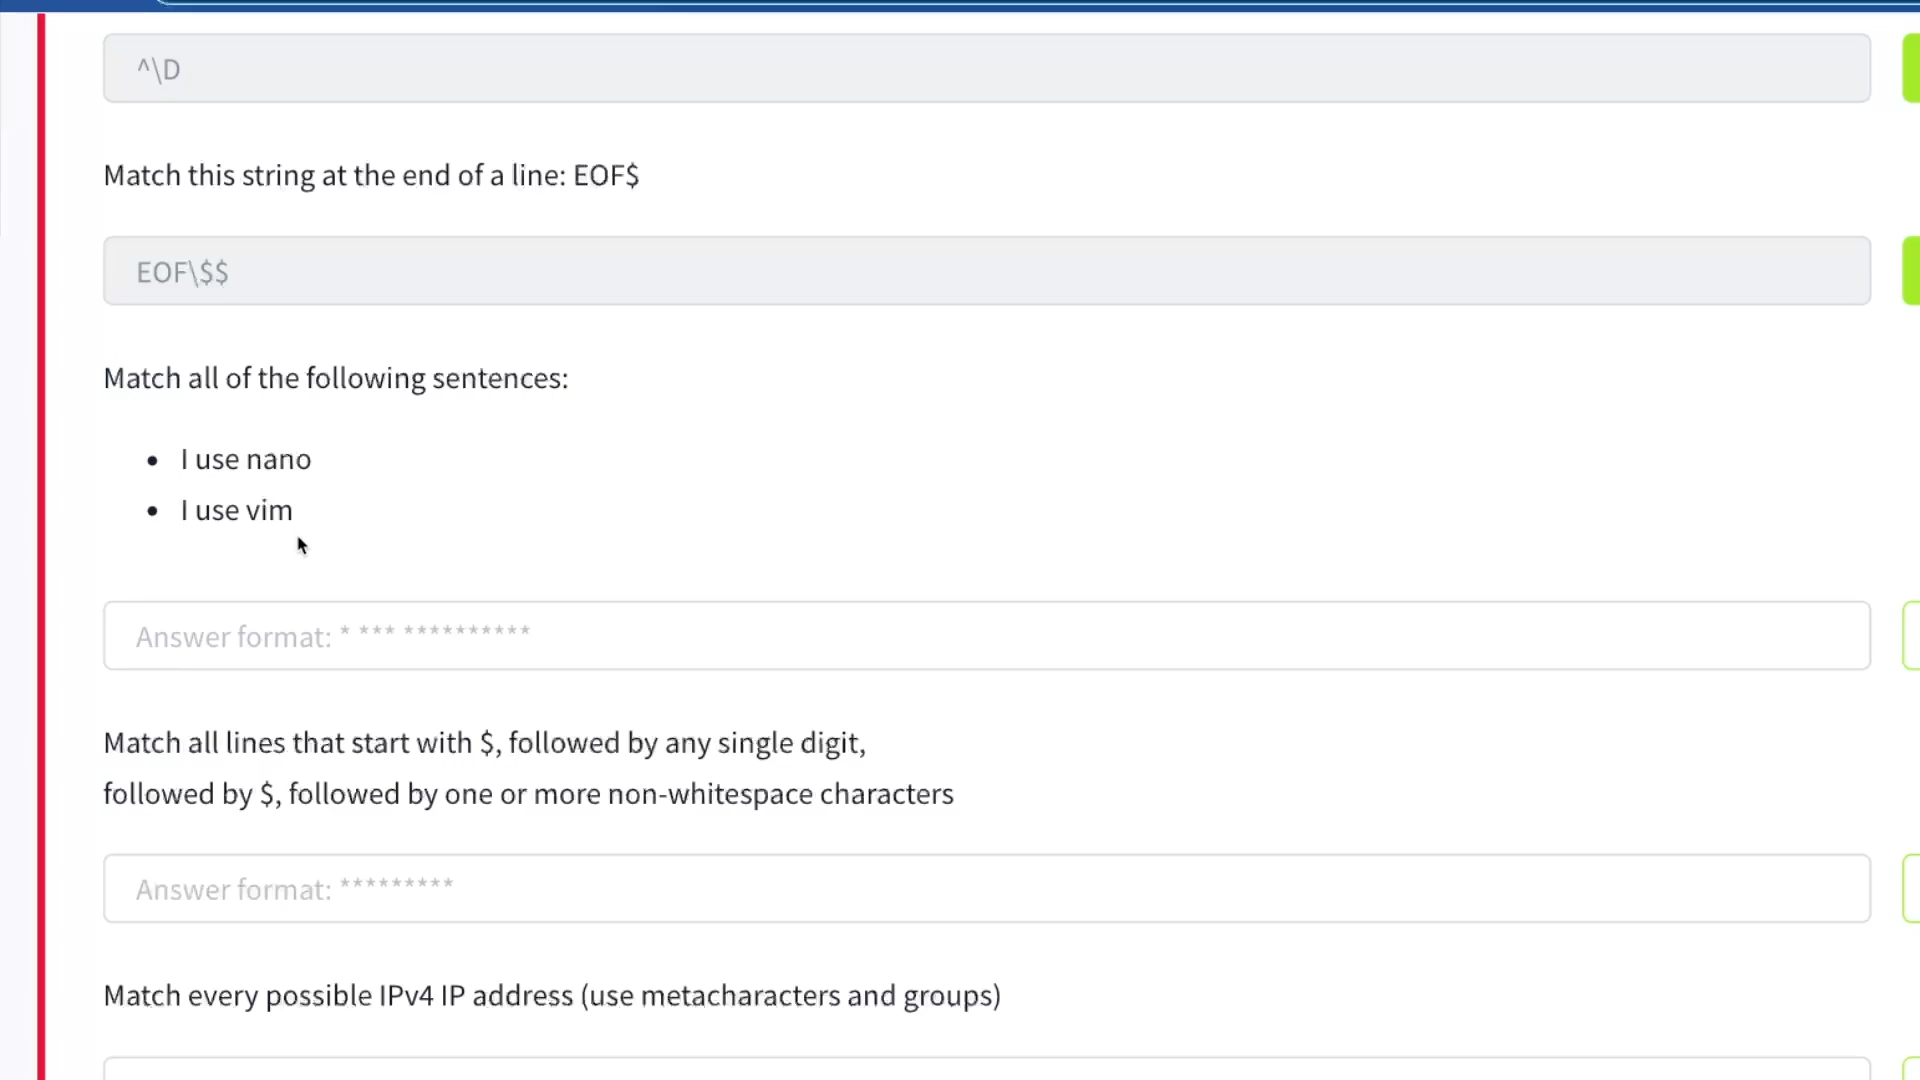 ^\D
Match this string at the end of a line: EOF$
EOF\$$
Match all of the following sentences:
• I use nano
• I use vim
Answer format: * *** **********
Match all lines that start with $, followed by any single digit,
followed by $, followed by one or more non-whitespace characters
Answer format: *********
Match every possible IPv4 IP address (use metacharacters and groups)